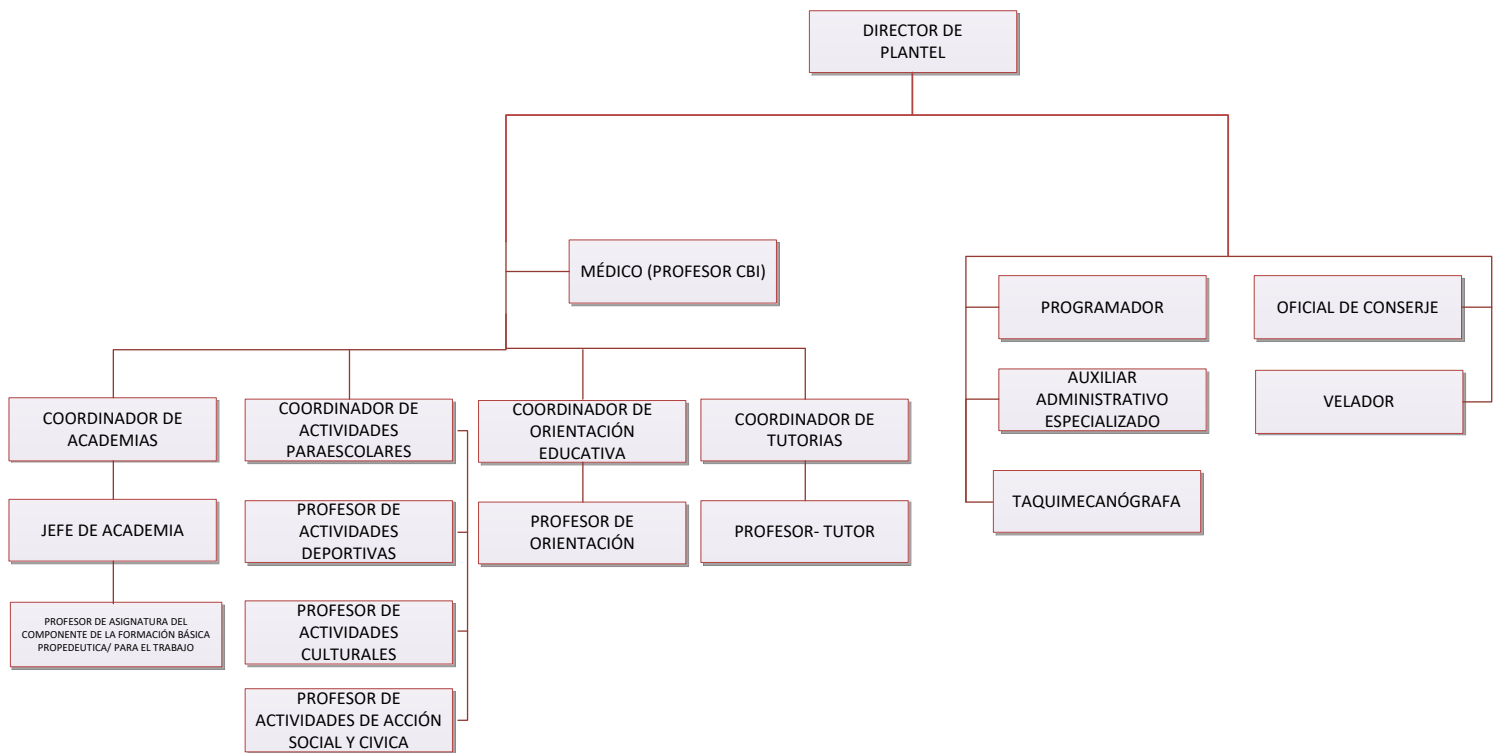 DIRECTOR DE
PLANTEL
MÉDICO (PROFESOR CBI)
PROGRAMADOR
OFICIAL DE CONSERJE
AUXILIAR
ADMINISTRATIVO
ESPECIALIZADO
VELADOR
TAQUIMECANÓGRAFA
COORDINADOR DE
ACADEMIAS
COORDINADOR DE
ACTIVIDADES
PARAESCOLARES
COORDINADOR DE
ORIENTACIÓN
EDUCATIVA
COORDINADOR DE
TUTORIAS
JEFE DE ACADEMIA
PROFESOR DE
ACTIVIDADES
DEPORTIVAS
PROFESOR DE
ORIENTACIÓN
PROFESOR- TUTOR
PROFESOR DE ASIGNATURA DEL
COMPONENTE DE LA FORMACIÓN BÁSICA
PROPEDEUTICA/ PARA EL TRABAJO
PROFESOR DE
ACTIVIDADES
CULTURALES
PROFESOR DE
ACTIVIDADES DE ACCIÓN
SOCIAL Y CIVICA